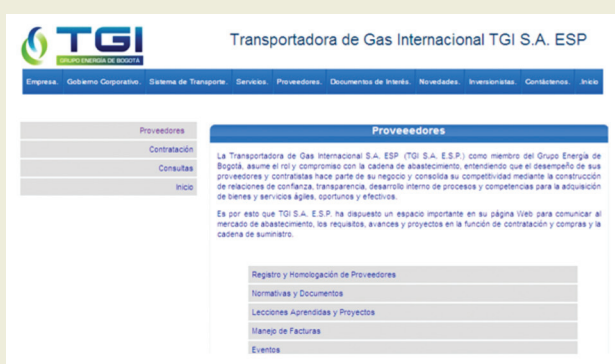 TGI
GRUPO ENERGÍA DE BOGOTÁ
Transportadora de Gas Internacional TGI S.A. ESP
Empresa. Gobierno Corporativo. Sistema de Transporte. Servicios. Proveedores. Documentos de Interés. Novedades. Inversionistas. Contáctenos. .Inicio
Proveedores
Contratación
Consultas
Inicio
Proveeedores
La Transportadora de Gas Internacional S.A. ESP (TGI S.A. E.S.P.) como miembro del Grupo Energía de
Bogotá, asume el rol y compromiso con la cadena de abastecimiento, entendiendo que el desempeño de sus
proveedores y contratistas hace parte de su negocio y consolida su competividad mediante la construcción
de relaciones de confianza, transparencia, desarrollo interno de procesos y competencias para la adquisición
de bienes y servicios ágiles, oportunos y efectivos.
Es por esto que TGI S.A. E.S.P. ha dispuesto un espacio importante en su página Web para comunicar al
mercado de abastecimiento, los requisitos, avances y proyectos en la función de contratación y compras y la
cadena de suministro.
Registro y Homologación de Proveedores
Normativas y Documentos
Lecciones Aprendidas y Proyectos
Manejo de Facturas
Eventos